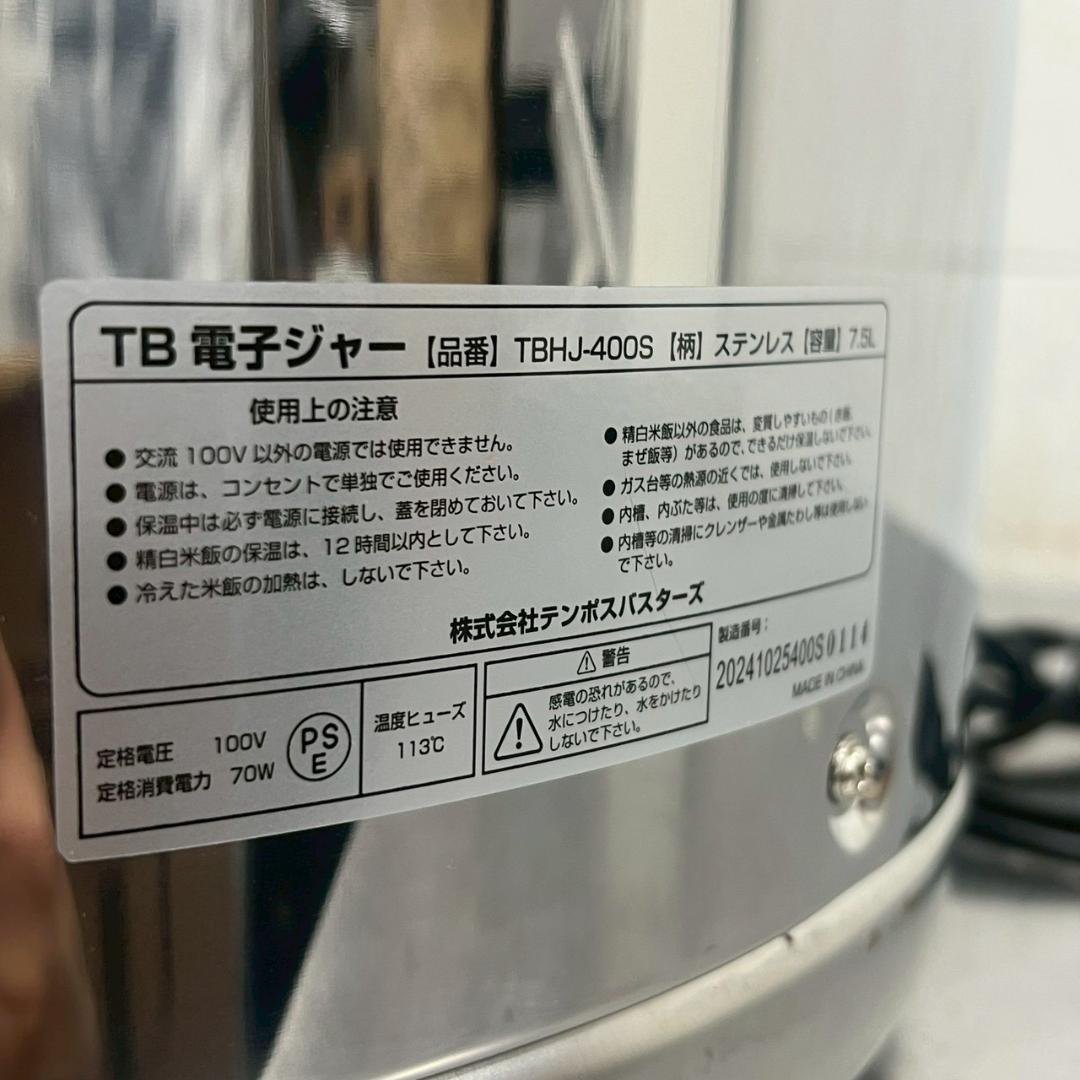 TB 電子ジャー 【品番】 TBHJ-400S 【柄】 ステンレス 【容量】 7.5L
使用上の注意
● 交流 100V 以外の電源では使用できません。
● 電源は、コンセントで単独でご使用ください。
● 保温中は必ず電源に接続し、蓋を閉めておいて下さい。
● 精白米飯の保温は、12 時間以内として下さい。
● 冷えた米飯の加熱は、しないで下さい。
● 精白米飯以外の食品は、変質しやすいもの(赤飯、
まぜ飯等) があるので、できるだけ保温しないで下さい。
● ガス台等の熱源の近くでは、使用しないで下さい。
● 内槽、内ぶた等は、使用の度に清掃して下さい。
● 内槽等の清掃にクレンザーや金属たわし等は使用しない
で下さい。
株式会社テンポスバスターズ
定格電圧 100V
定格消費電力 70W
PS
E
温度ヒューズ
113℃
⚠ 警告
感電の恐れがあるので、
水につけたり、水をかけたり
しないで下さい。
製造番号:
20241025400S0114
MADE IN CHINA